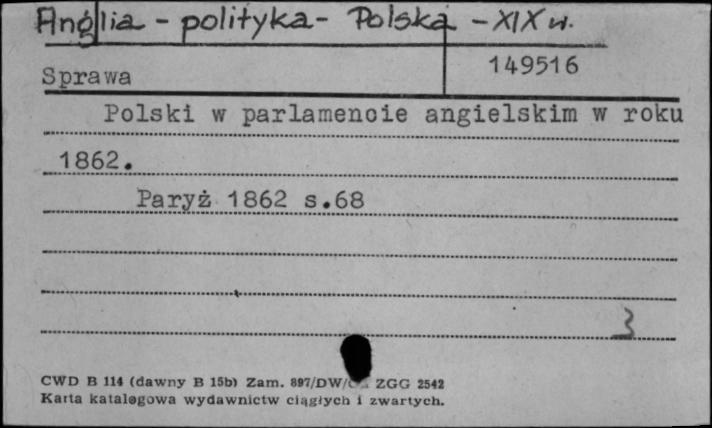 Anglia - polityka - Polska - XIX w.
149516
Sprawa
Polski w parlamencie angielskim w roku
1862.
Paryż 1862 s.68
3
CWD B 114 (dawny B 15b) Zam. 897/DW/ ZGG 2542
Karta katalogowa wydawnictw ciągłych i zwartych.